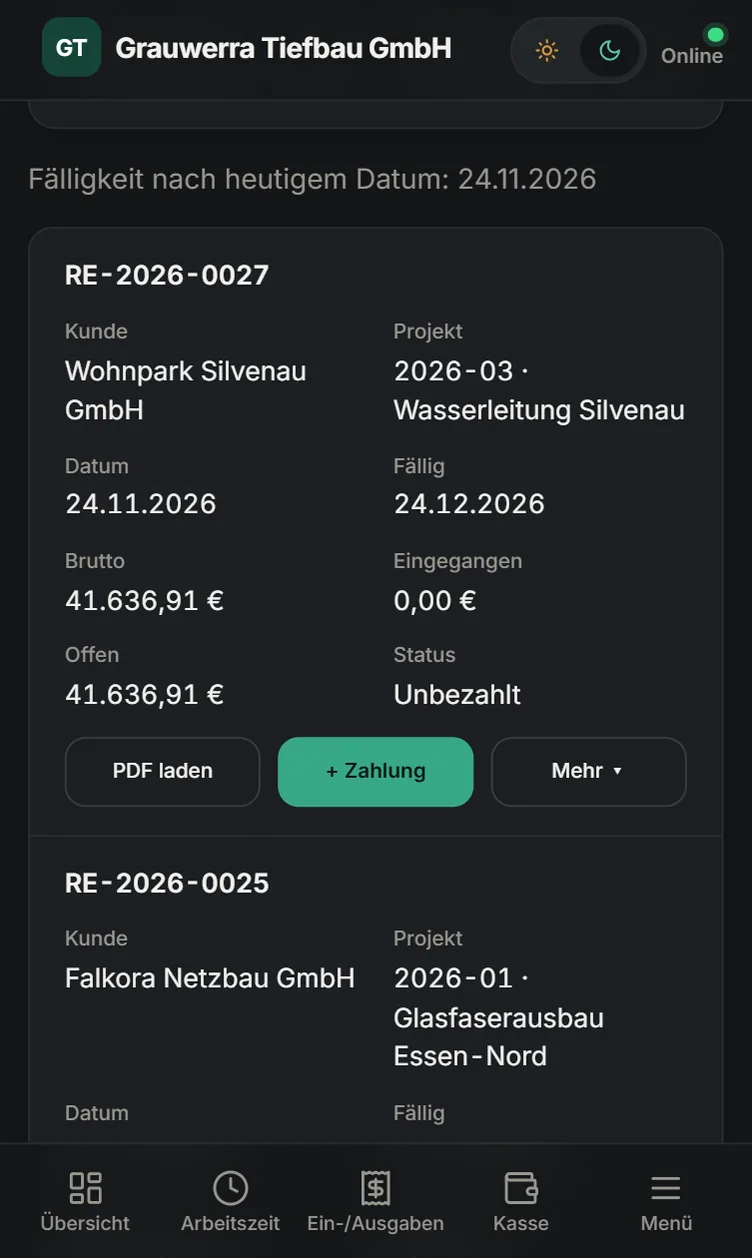 GT Grauwerra Tiefbau GmbH
Online
Fälligkeit nach heutigem Datum: 24.11.2026
RE-2026-0027
Kunde Projekt
Wohnpark Silvenau 2026-03 ·
GmbH Wasserleitung Silvenau
Datum Fällig
24.11.2026 24.12.2026
Brutto Eingegangen
41.636,91 € 0,00 €
Offen Status
41.636,91 € Unbezahlt
PDF laden + Zahlung Mehr ▾
RE-2026-0025
Kunde Projekt
Falkora Netzbau GmbH 2026-01 ·
Glasfaserausbau
Essen-Nord
Datum Fällig
Übersicht Arbeitszeit Ein-/Ausgaben Kasse Menü